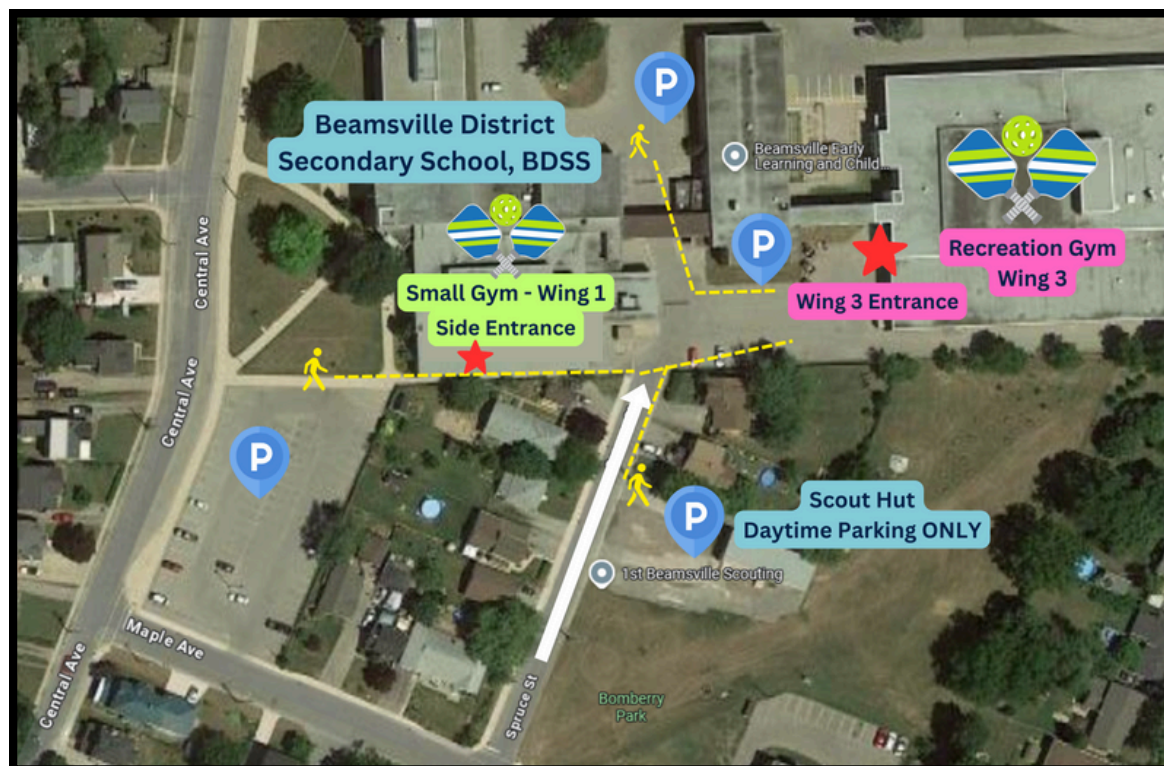 P
Beamsville District
Secondary School, BDSS
Beamsville Early
Learning and Child
P
Recreation Gym
Wing 3
Wing 3 Entrance
Small Gym - Wing 1
Side Entrance
Central Ave
Central Ave
P
P
Scout Hut
Daytime Parking ONLY
1st Beamsville Scouting
Maple Ave
Central Ave
Spruce St
Bomberry
Park